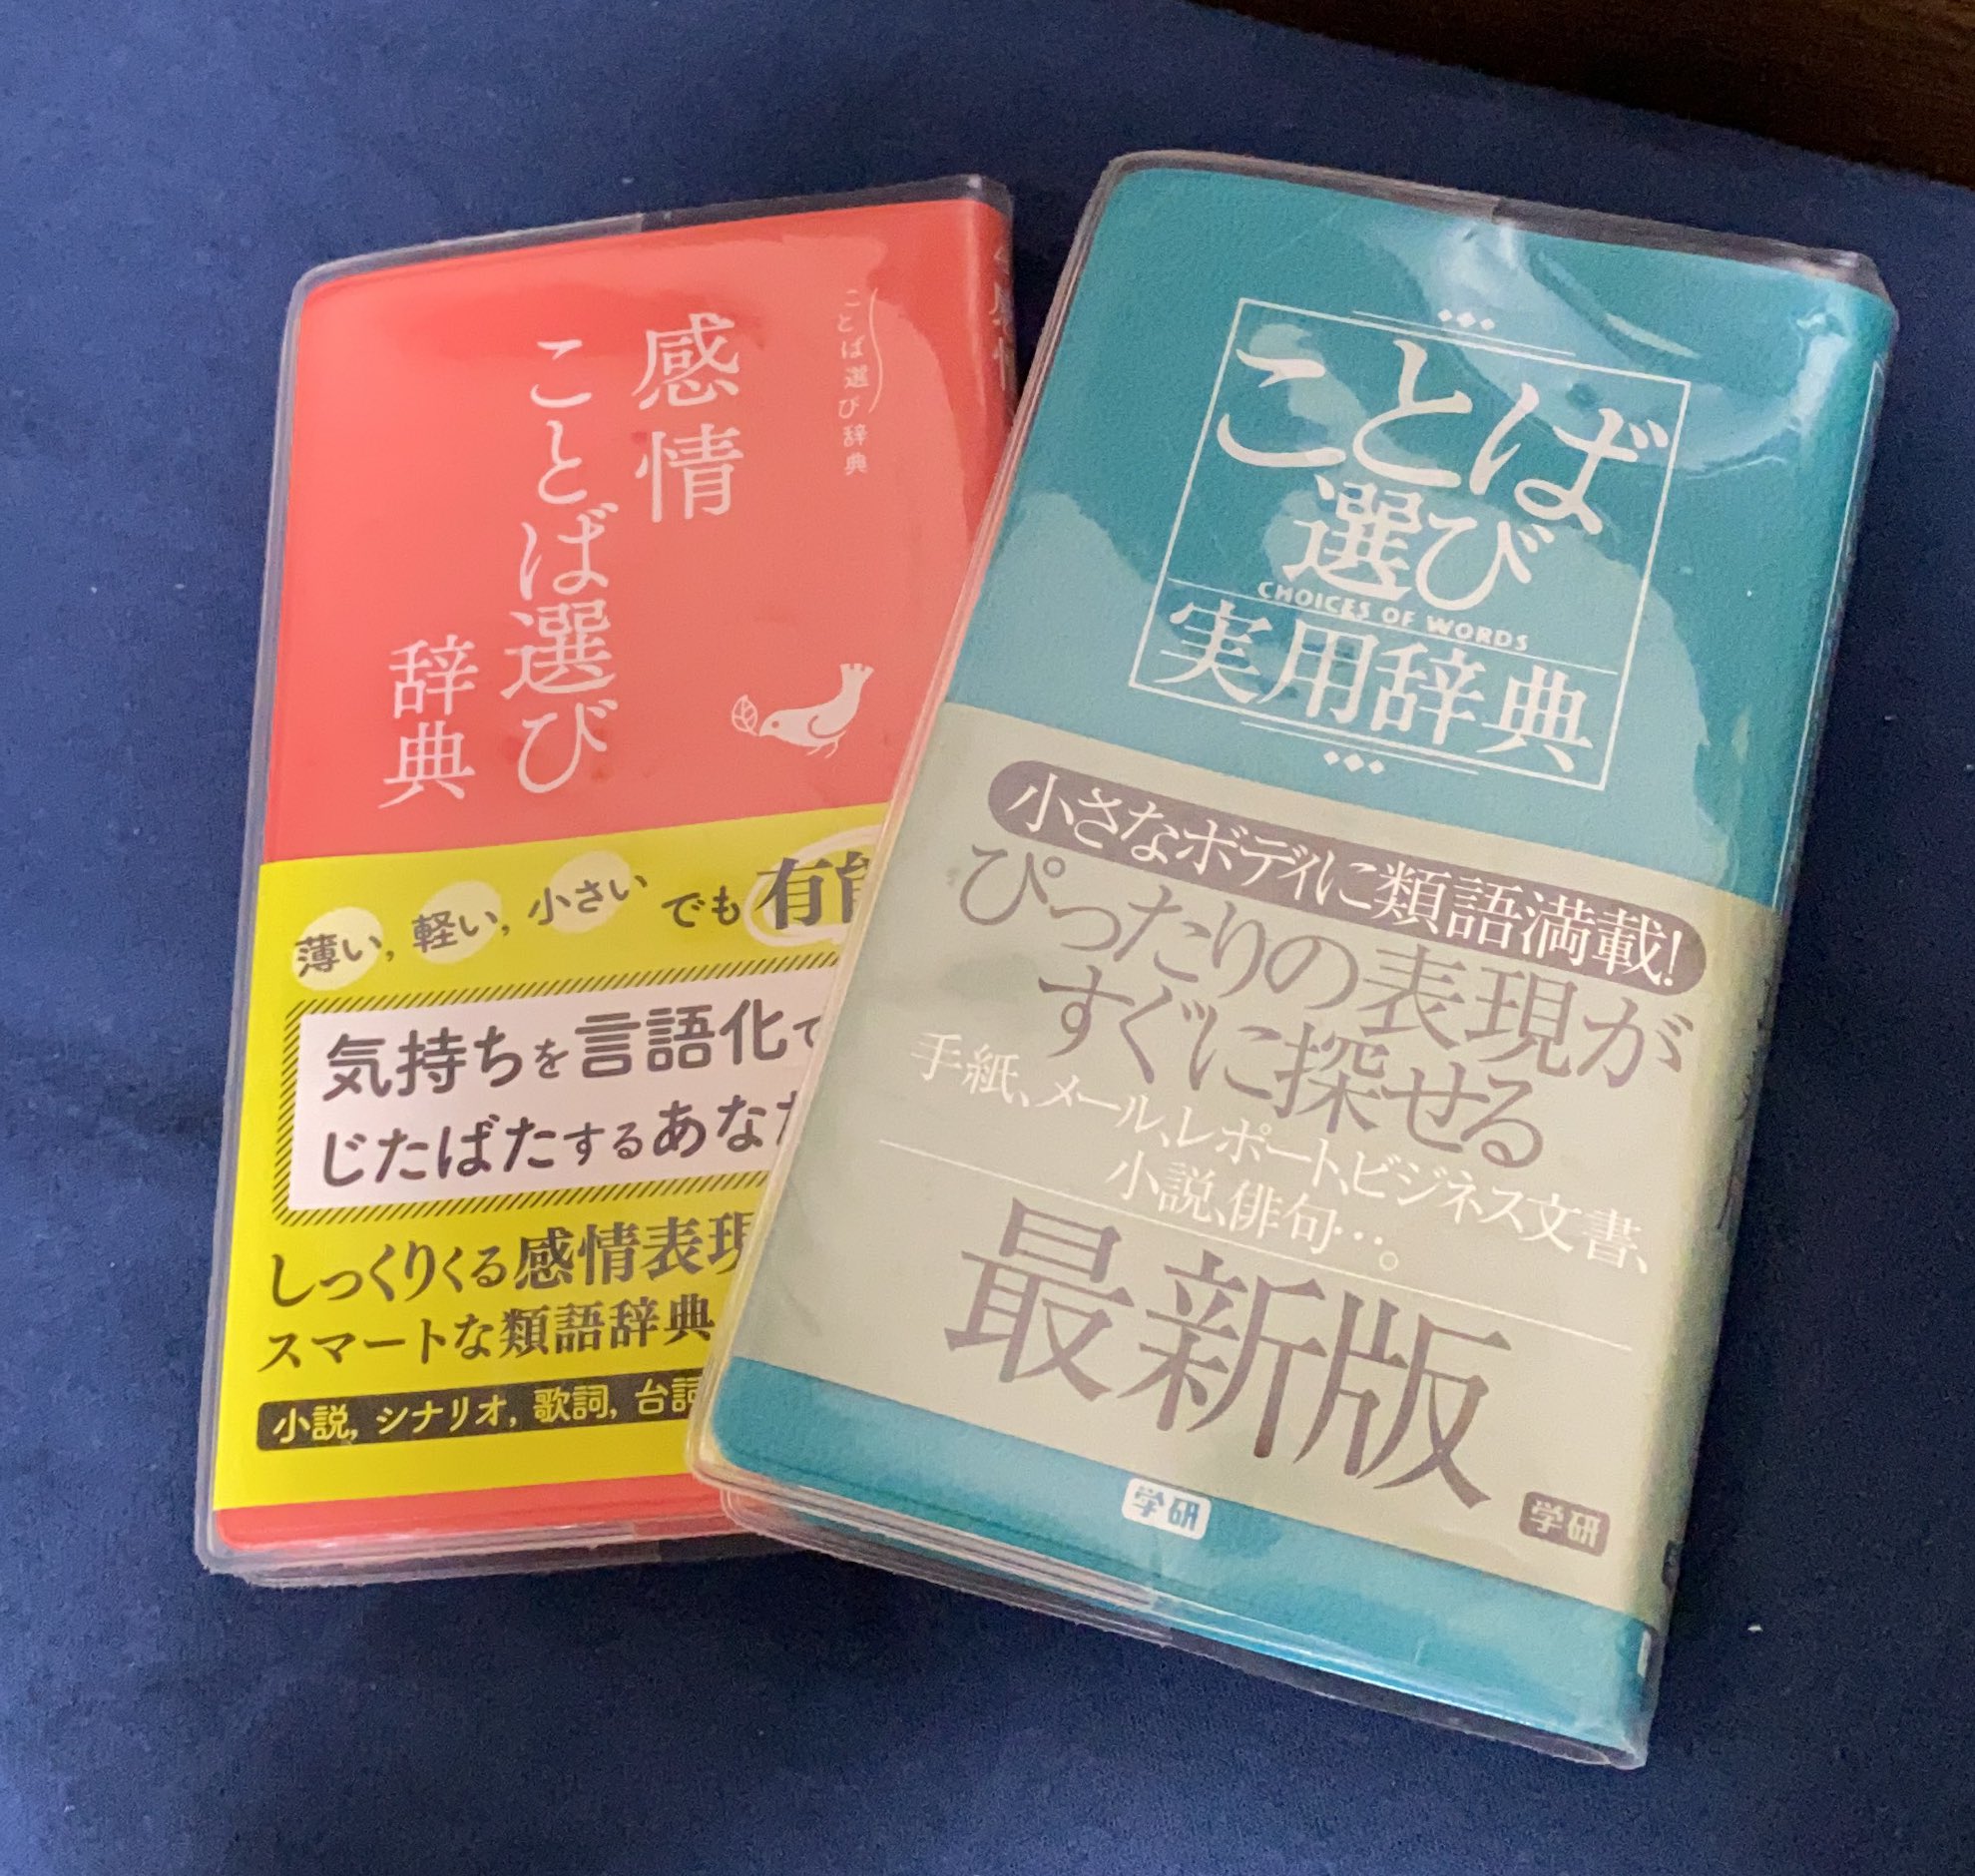 ことば選び辞典
感情
ことば選び
辞典
薄い, 軽い, 小さい でも
気持ちを言語化
じたばたするあな
しっくりくる感情表現
スマートな類語辞典
小説, シナリオ, 歌詞, 台詞
ことば
選び
CHOICES OF WORDS
実用辞典
小さなボディに類語満載!
ぴったりの表現が
すぐに探せる
手紙、メール、レポート、ビジネス文書、
小説、俳句…。
最新版
学研
学研